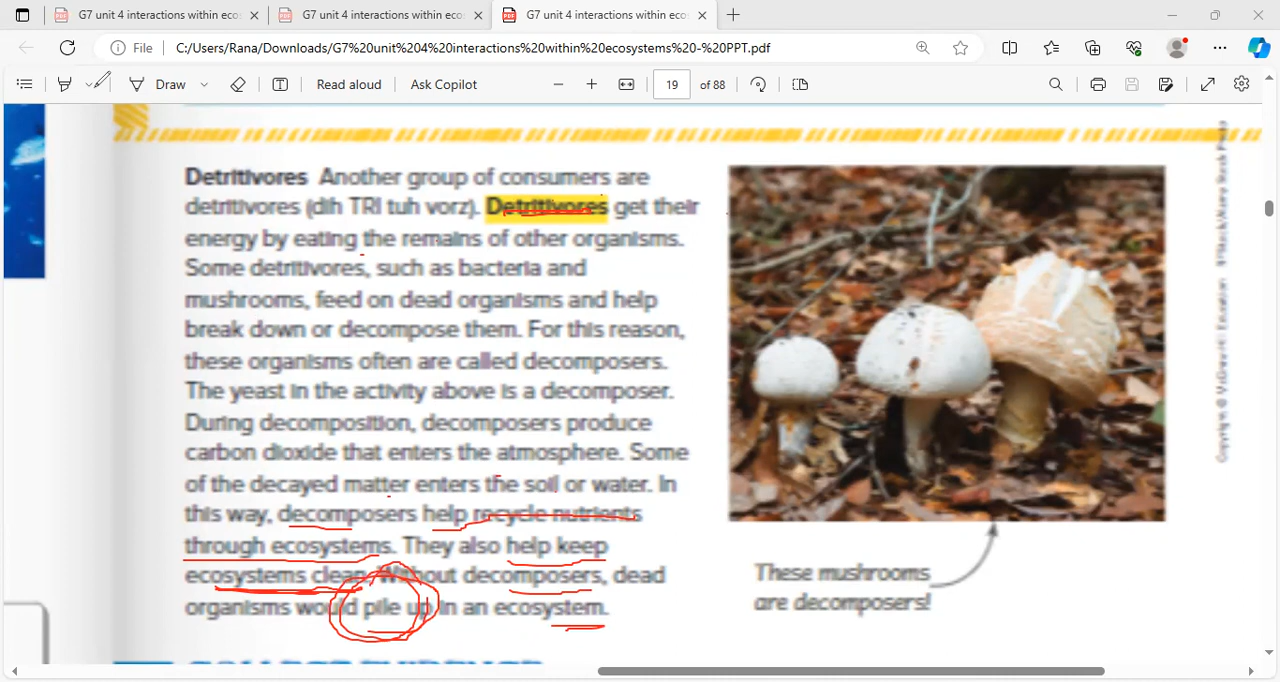 G7 unit 4 interactions within ecos
G7 unit 4 interactions within ecos
G7 unit 4 interactions within ecos
File
C:/Users/Rana/Downloads/G7%20unit%204%20interactions%20within%20ecosystems%20-%20PPT.pdf
Draw
Read aloud
Ask Copilot
19 of 88
Detritivores Another group of consumers are
detritivores (dih TRI tuh vorz). Detritivores get their
energy by eating the remains of other organisms.
Some detritivores, such as bacteria and
mushrooms, feed on dead organisms and help
break down or decompose them. For this reason,
these organisms often are called decomposers.
The yeast in the activity above is a decomposer.
During decomposition, decomposers produce
carbon dioxide that enters the atmosphere. Some
of the decayed matter enters the soil or water. In
this way, decomposers help recycle nutrients
through ecosystems. They also help keep
ecosystems clean. Without decomposers, dead
organisms would pile up in an ecosystem.
These mushrooms
are decomposers!
Copyright © McGraw-Hill Education